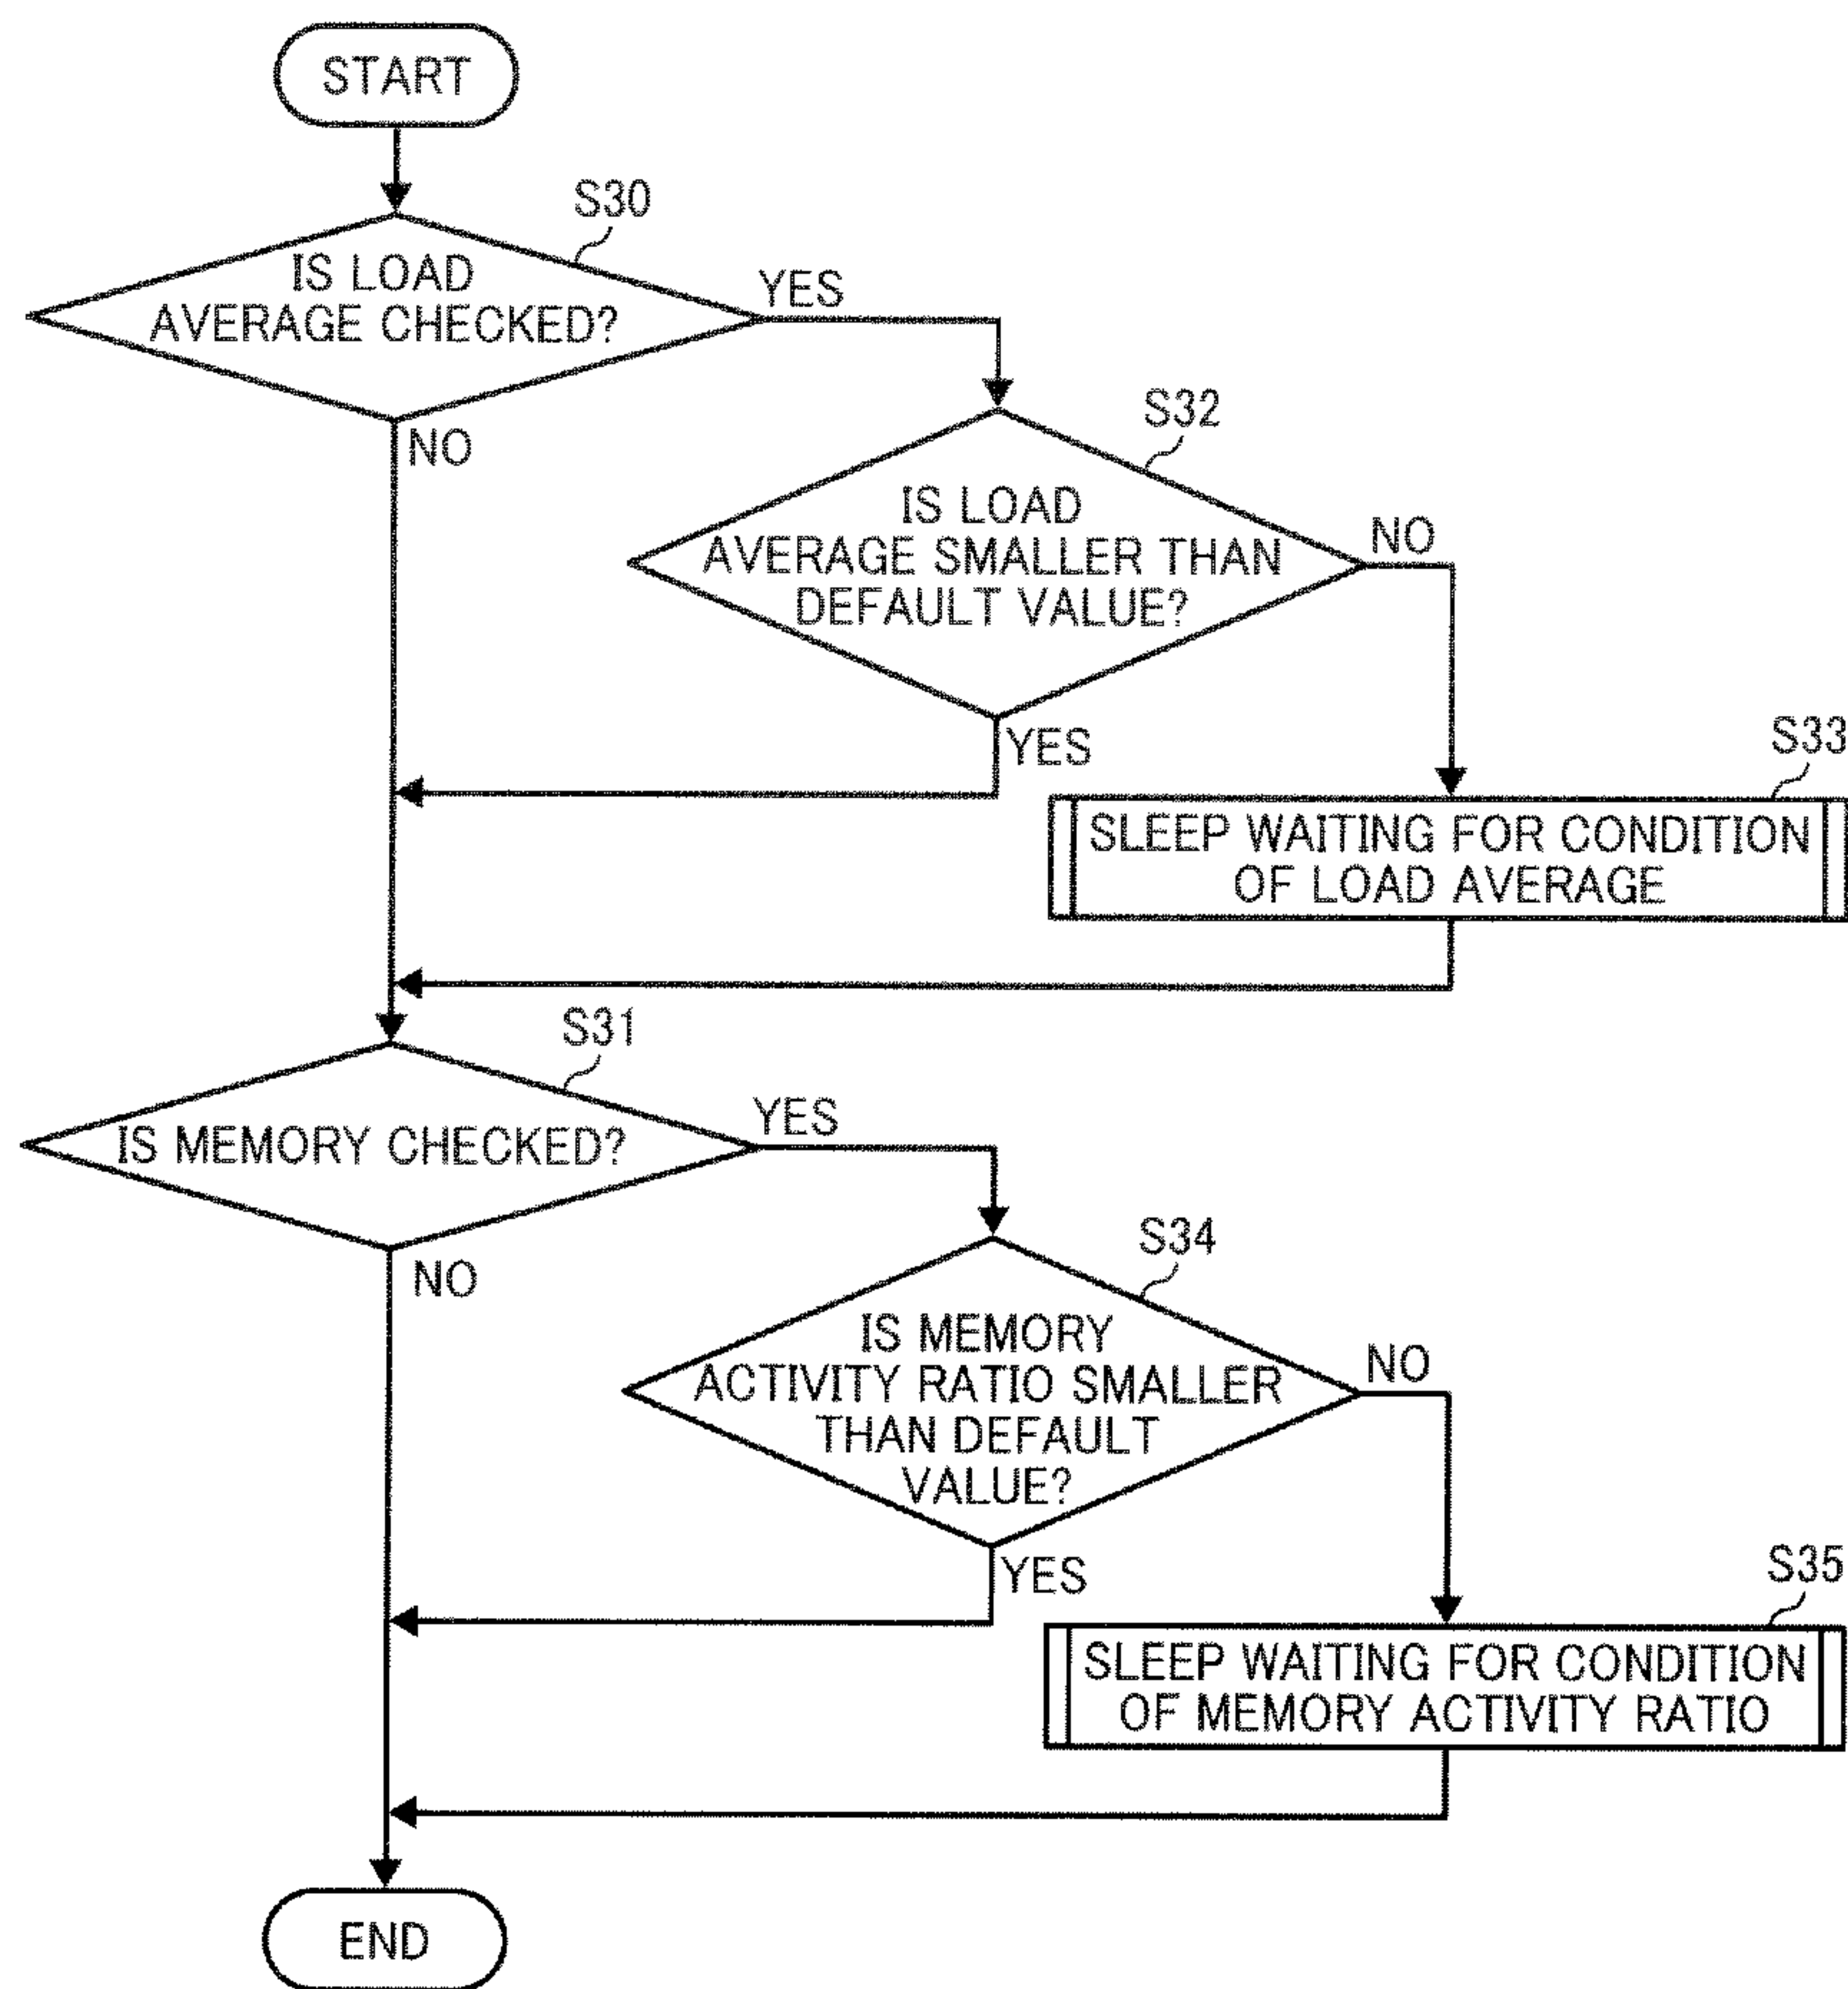 START
S30
IS LOAD
AVERAGE CHECKED?
YES
NO
S32
IS LOAD
AVERAGE SMALLER THAN
DEFAULT VALUE?
NO
YES
S33
SLEEP WAITING FOR CONDITION
OF LOAD AVERAGE
S31
IS MEMORY CHECKED?
YES
NO
S34
IS MEMORY
ACTIVITY RATIO SMALLER
THAN DEFAULT
VALUE?
NO
YES
S35
SLEEP WAITING FOR CONDITION
OF MEMORY ACTIVITY RATIO
END